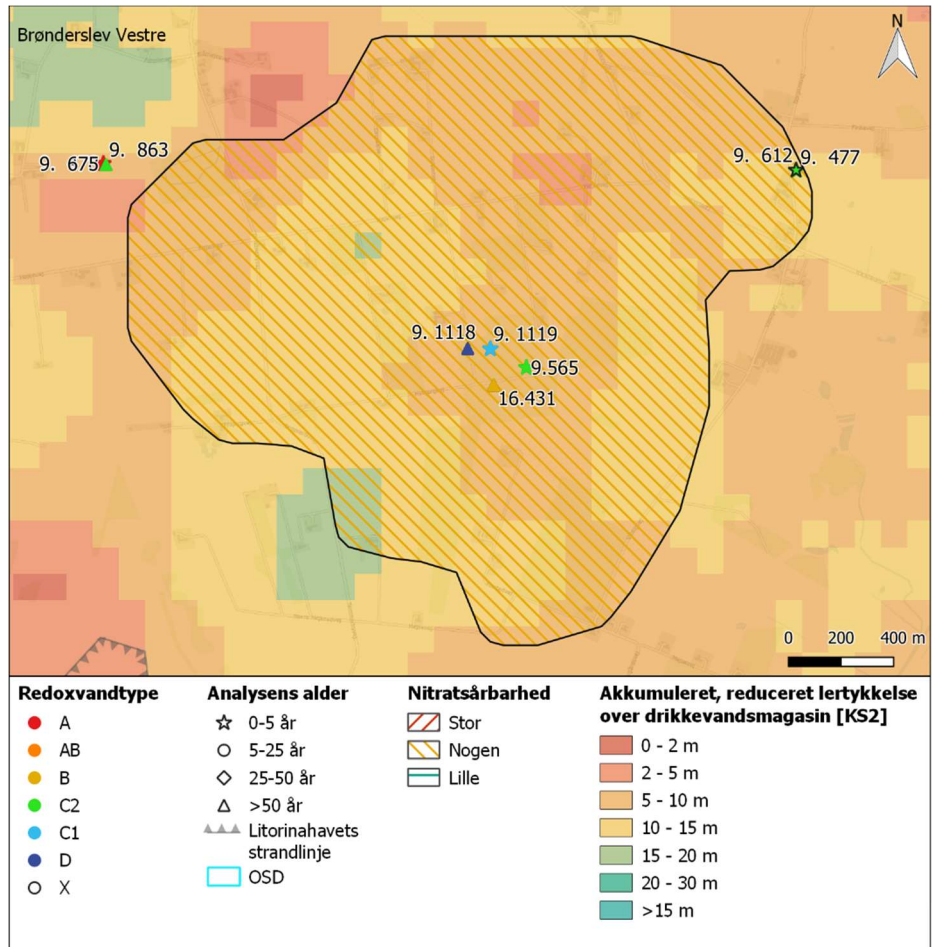 Brønderslev Vestre
N
9. 675
9. 863
9. 612
9. 477
9. 1118
9. 1119
9.565
16.431
0 200 400 m
Redoxvandtype
A
AB
B
C2
C1
D
X
Analysens alder
0-5 år
5-25 år
25-50 år
>50 år
Litorinahavets
strandlinje
OSD
Nitratsårbarhed
Stor
Nogen
Lille
Akkumuleret, reduceret lertykkelse
over drikkevandsmagasin [KS2]
0 - 2 m
2 - 5 m
5 - 10 m
10 - 15 m
15 - 20 m
20 - 30 m
>15 m